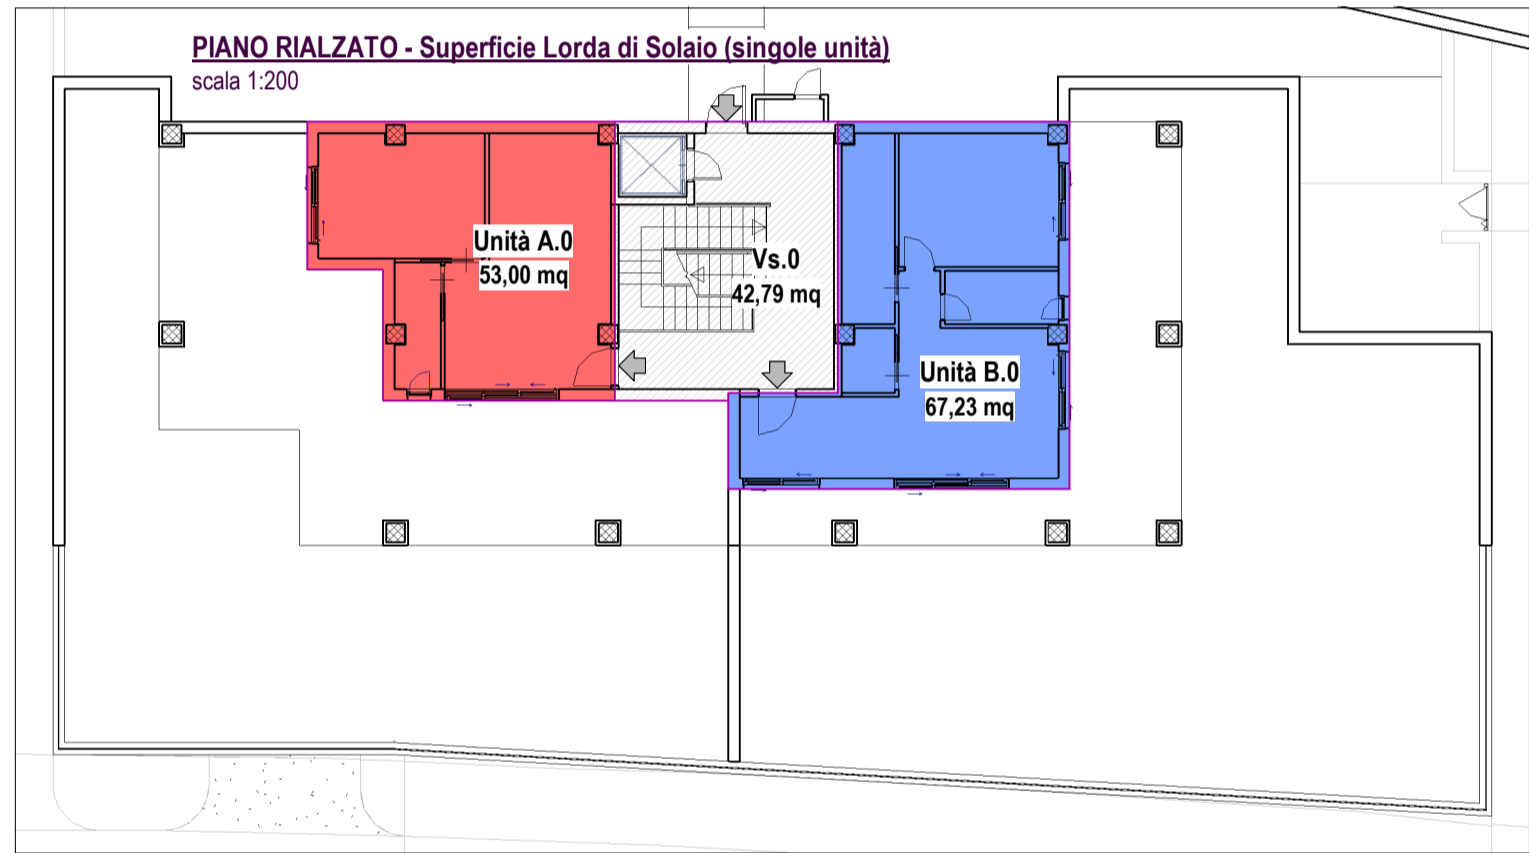 PIANO RIALZATO - Superficie Lorda di Solaio (singole unità)
scala 1:200
Unità A.0
53,00 mq
Vs.0
42,79 mq
Unità B.0
67,23 mq